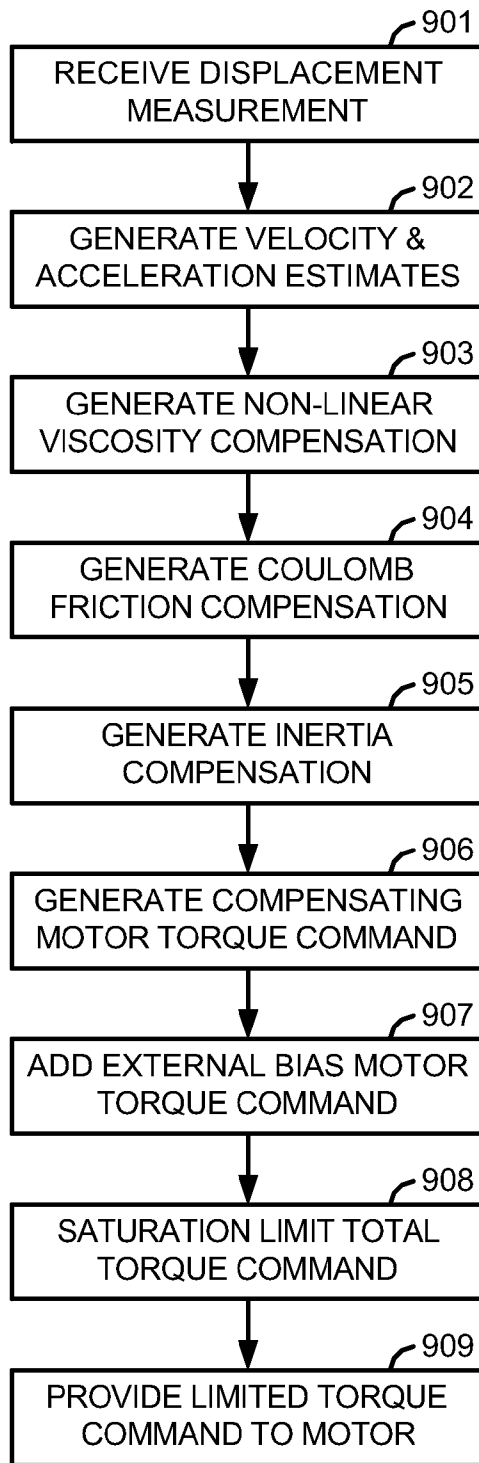 901
RECEIVE DISPLACEMENT
MEASUREMENT
902
GENERATE VELOCITY &
ACCELERATION ESTIMATES
903
GENERATE NON-LINEAR
VISCOSITY COMPENSATION
904
GENERATE COULOMB
FRICTION COMPENSATION
905
GENERATE INERTIA
COMPENSATION
906
GENERATE COMPENSATING
MOTOR TORQUE COMMAND
907
ADD EXTERNAL BIAS MOTOR
TORQUE COMMAND
908
SATURATION LIMIT TOTAL
TORQUE COMMAND
909
PROVIDE LIMITED TORQUE
COMMAND TO MOTOR